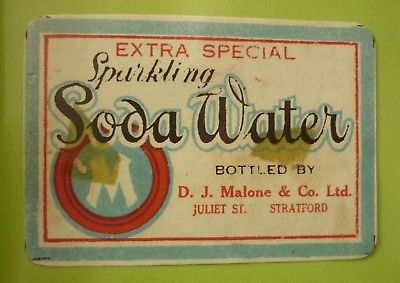 EXTRA SPECIAL
Sparkling
Soda Water
M
BOTTLED BY
D. J. Malone & Co. Ltd.
JULIET ST. STRATFORD